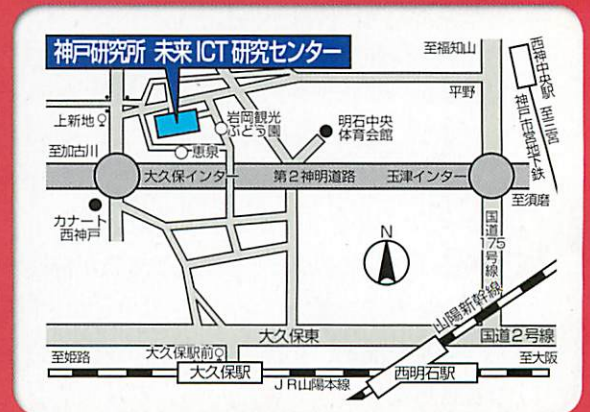 神戸研究所 未来ICT研究センター
至福知山
西神中央駅
至三宮
神戸市営地下鉄
平野
上新地
岩岡観光
ぶどう園
明石中央
体育会館
至加古川
恵泉
大久保インター
第2神明道路
玉津インター
至須磨
カナート
西神戸
N
国道
175
号線
山陽新幹線
大久保東
国道2号線
至姫路
大久保駅前
至大阪
大久保駅
JR山陽本線
西明石駅